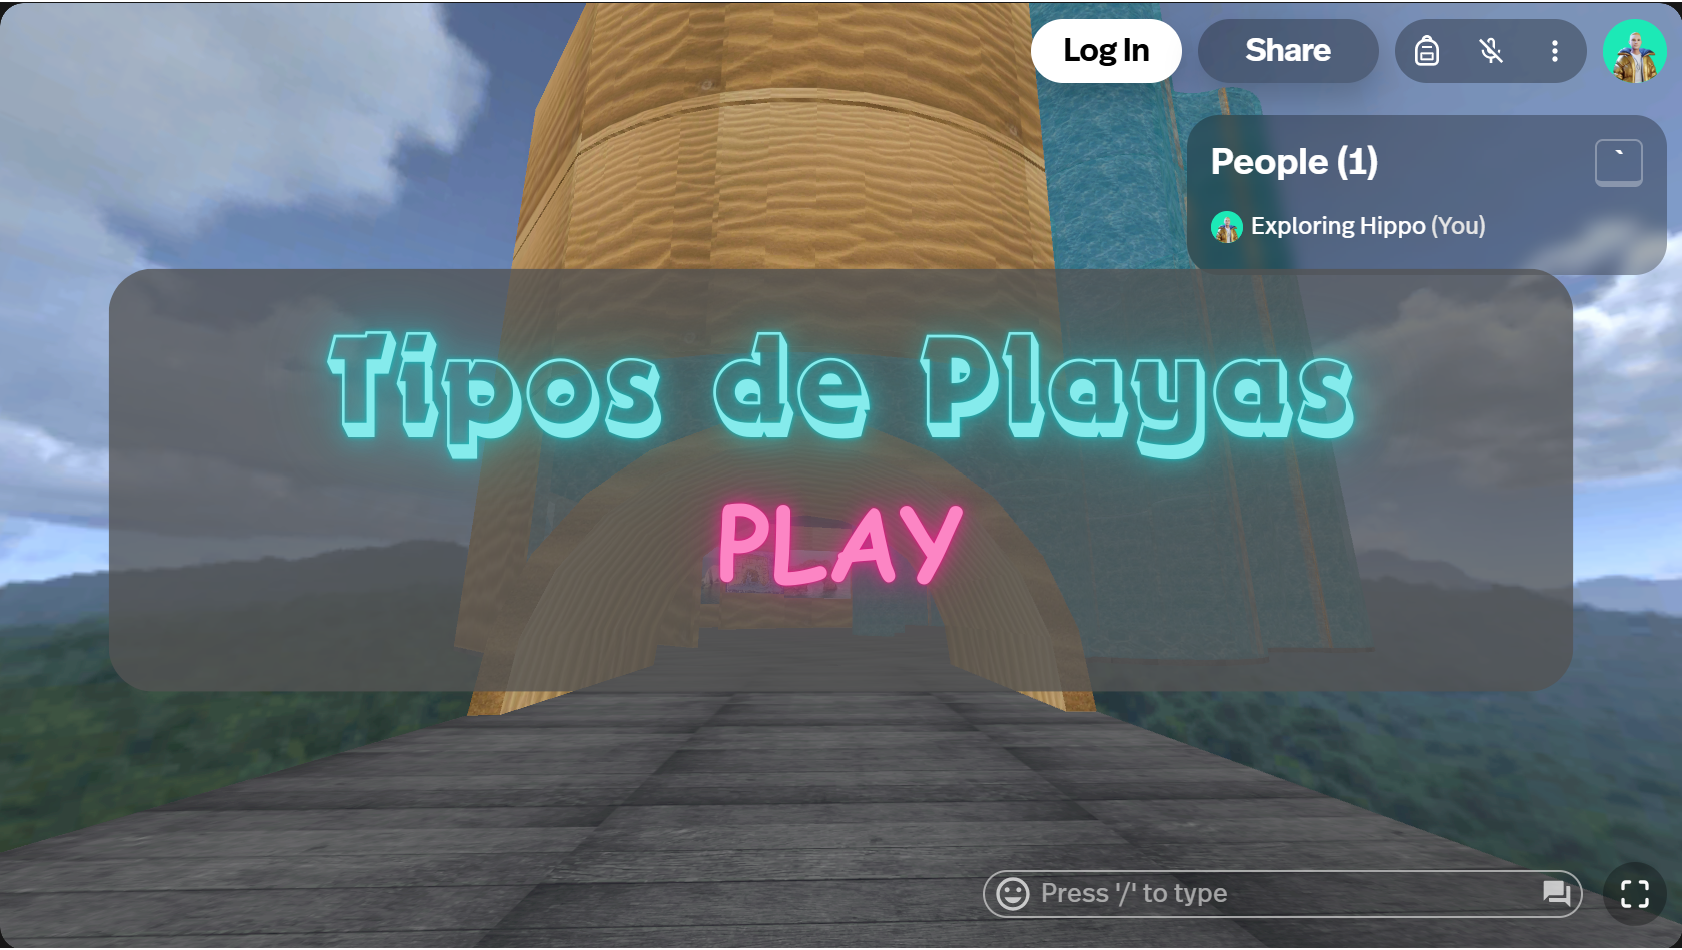 Log In
Share
People (1)
`
Exploring Hippo (You)
Tipos de Playas
PLAY
Press '/' to type